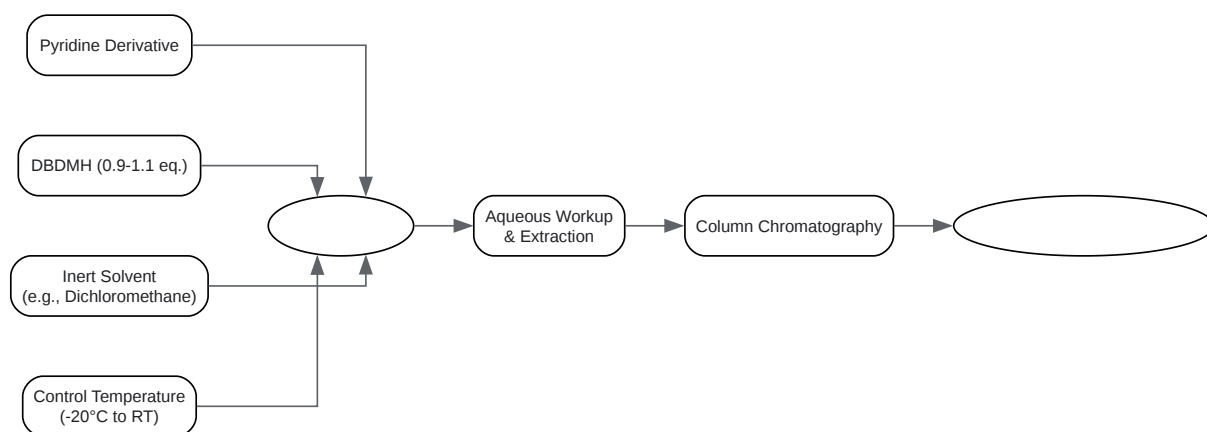 Pyridine Derivative
DBDMH (0.9-1.1 eq.)
Inert Solvent
(e.g., Dichloromethane)
Control Temperature
(-20°C to RT)
Aqueous Workup
& Extraction
Column Chromatography